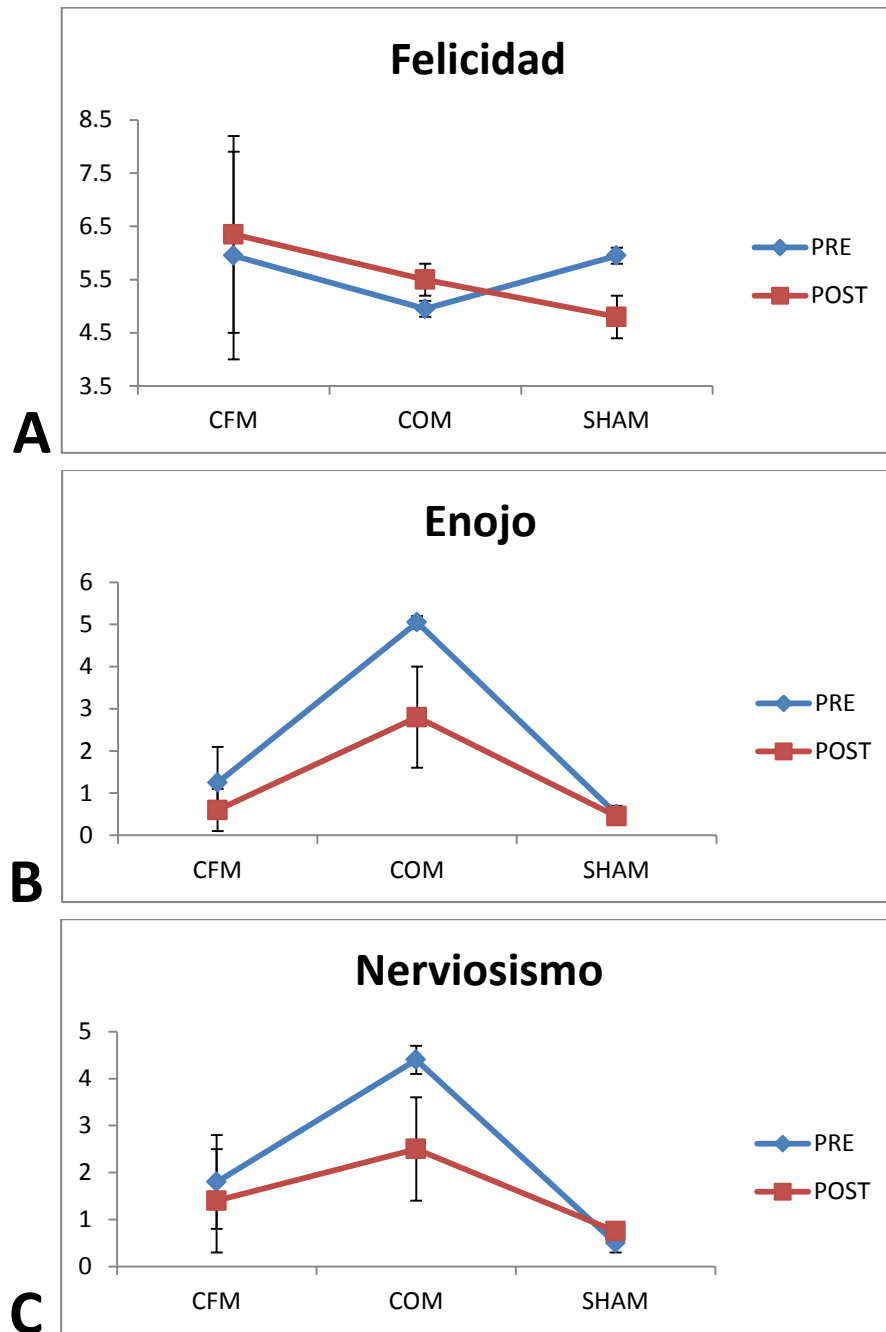 Felicidad
8.5
7.5
6.5
5.5
4.5
3.5
CFM COM SHAM
PRE
POST
A
Enojo
6
5
4
3
2
1
0
CFM COM SHAM
PRE
POST
B
Nerviosismo
5
4
3
2
1
0
CFM COM SHAM
PRE
POST
C